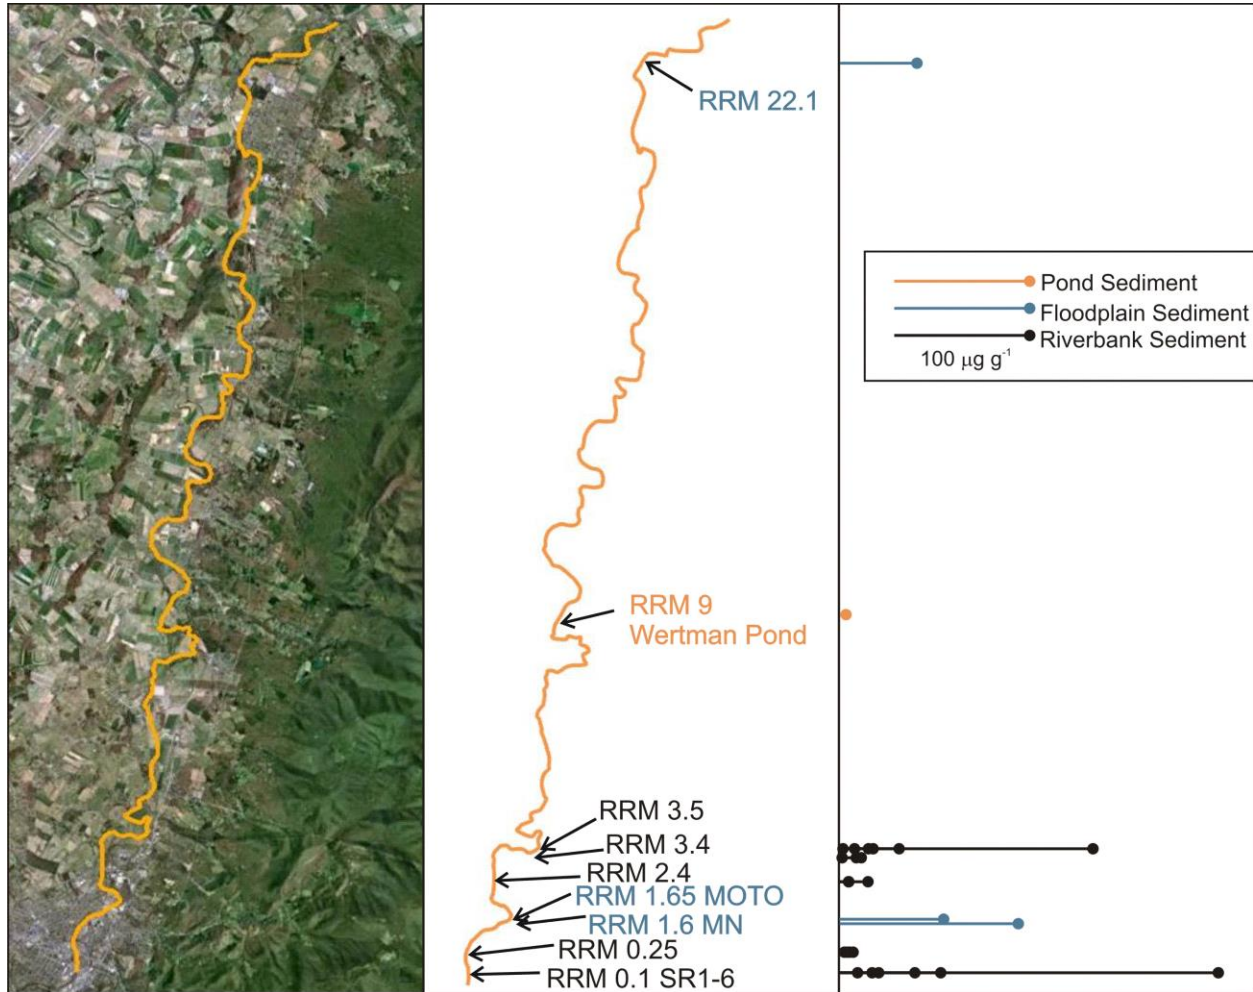 RRM 22.1
Pond Sediment
Floodplain Sediment
Riverbank Sediment
100 μg g⁻¹
RRM 9
Wertman Pond
RRM 3.5
RRM 3.4
RRM 2.4
RRM 1.65 MOTO
RRM 1.6 MN
RRM 0.25
RRM 0.1 SR1-6